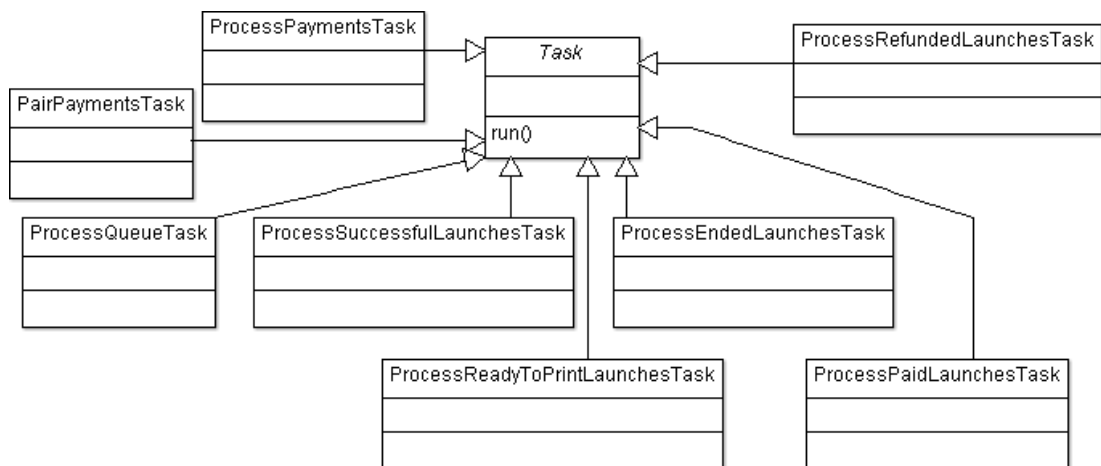 ProcessPaymentsTask
Task
ProcessRefundedLaunchesTask
PairPaymentsTask
run()
ProcessQueueTask
ProcessSuccessfulLaunchesTask
ProcessEndedLaunchesTask
ProcessReadyToPrintLaunchesTask
ProcessPaidLaunchesTask